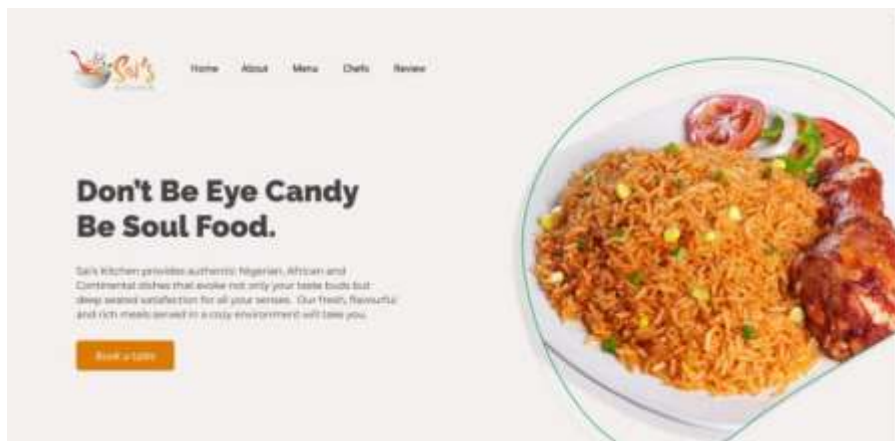 Sai's
Home About Menu Chefs Review
Don't Be Eye Candy
Be Soul Food.
Sai's Kitchen provides authentic Nigerian, African and
Continental dishes that evoke not only your taste buds but
deep seated satisfaction for all your senses. Our fresh, flavourful
and rich meals served in a cozy environment will take you.
Book a table